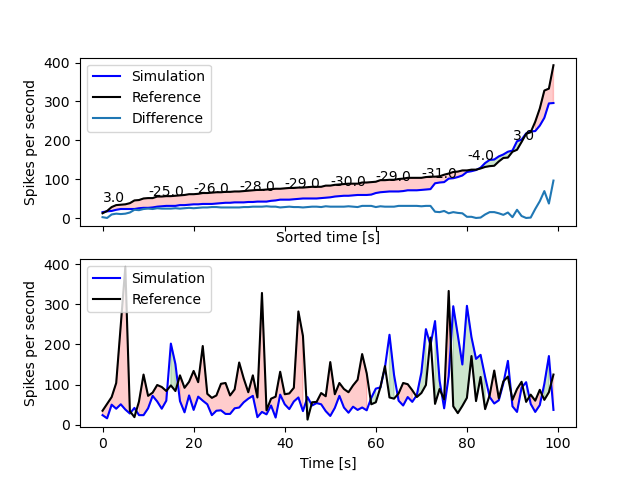 400
300
200
100
0
Spikes per second
Simulation
Reference
Difference
3.0
-25.0
-26.0
-28.0
-29.0
-30.0
-29.0
-31.0
-4.0
3.0
Sorted time [s]
400
300
200
100
0
Spikes per second
Simulation
Reference
0
20
40
60
80
100
Time [s]